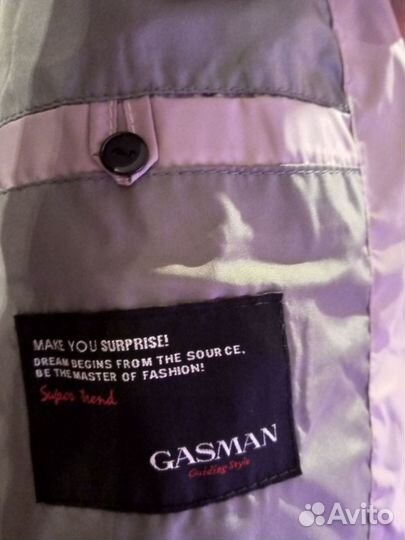 MAKE YOU SURPRISE!
DREAM BEGINS FROM THE SOURCE.
BE THE MASTER OF FASHION!
Super trend
GASMAN
Guiding Style
Avito